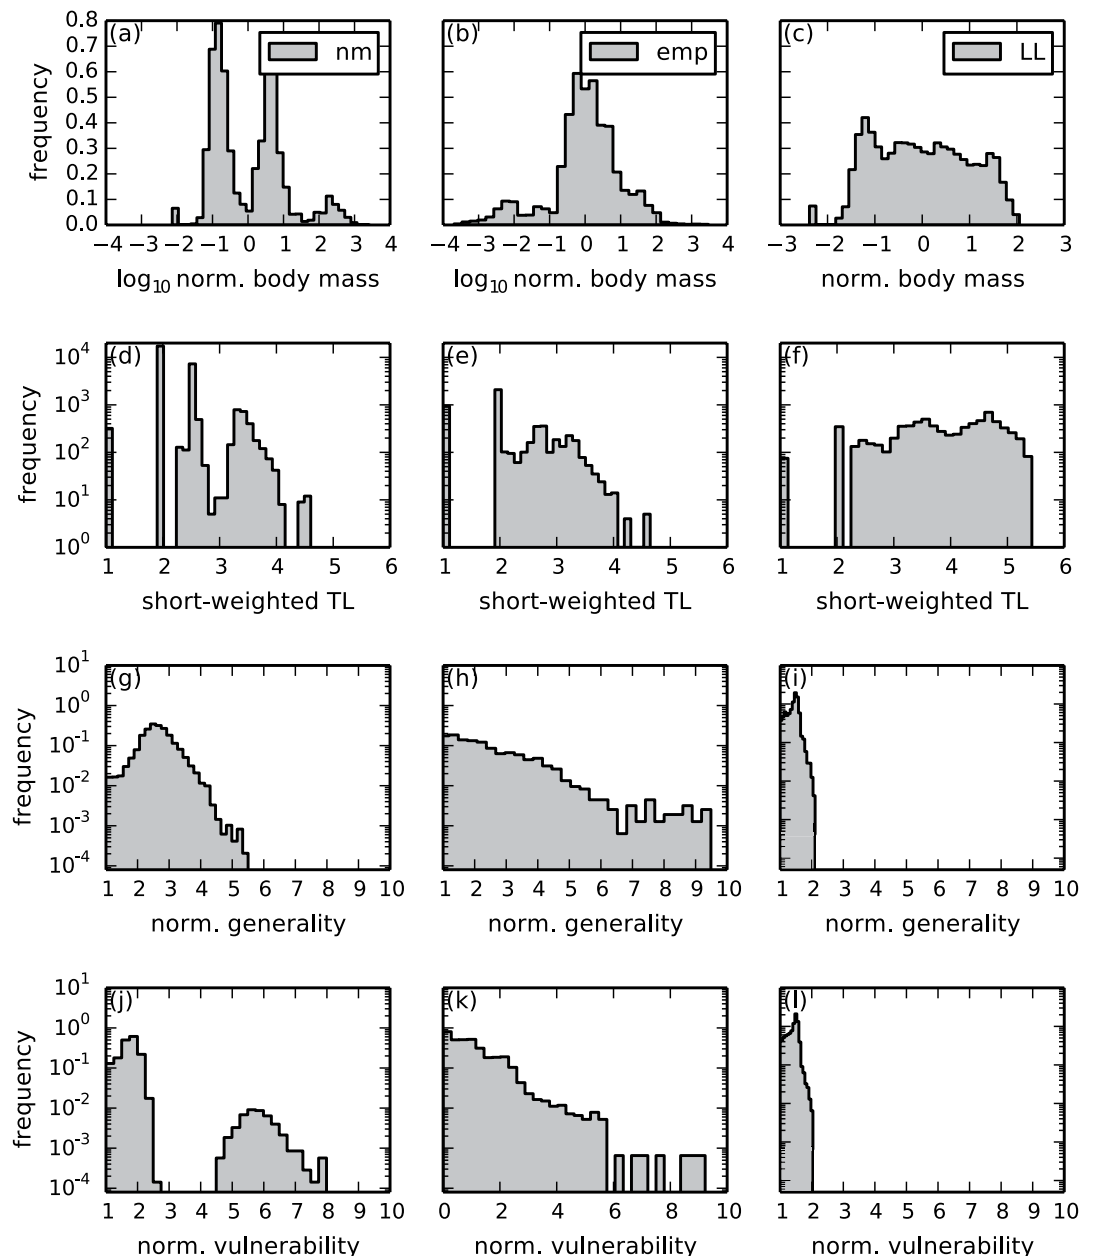 (a) nm (b) emp (c) LL
frequency
0.8
0.7
0.6
0.5
0.4
0.3
0.2
0.1
0.0
−4 −3 −2 −1 0 1 2 3 4
−4 −3 −2 −1 0 1 2 3 4
−3 −2 −1 0 1 2 3
log10 norm. body mass
log10 norm. body mass
norm. body mass
(d) (e) (f)
frequency
10^4
10^3
10^2
10^1
10^0
1 2 3 4 5 6
1 2 3 4 5 6
1 2 3 4 5 6
short-weighted TL
short-weighted TL
short-weighted TL
(g) (h) (i)
frequency
10^1
10^0
10^-1
10^-2
10^-3
10^-4
1 2 3 4 5 6 7 8 9 10
1 2 3 4 5 6 7 8 9 10
1 2 3 4 5 6 7 8 9 10
norm. generality
norm. generality
norm. generality
(j) (k) (l)
frequency
10^1
10^0
10^-1
10^-2
10^-3
10^-4
1 2 3 4 5 6 7 8 9 10
0 2 4 6 8 10
1 2 3 4 5 6 7 8 9 10
norm. vulnerability
norm. vulnerability
norm. vulnerability